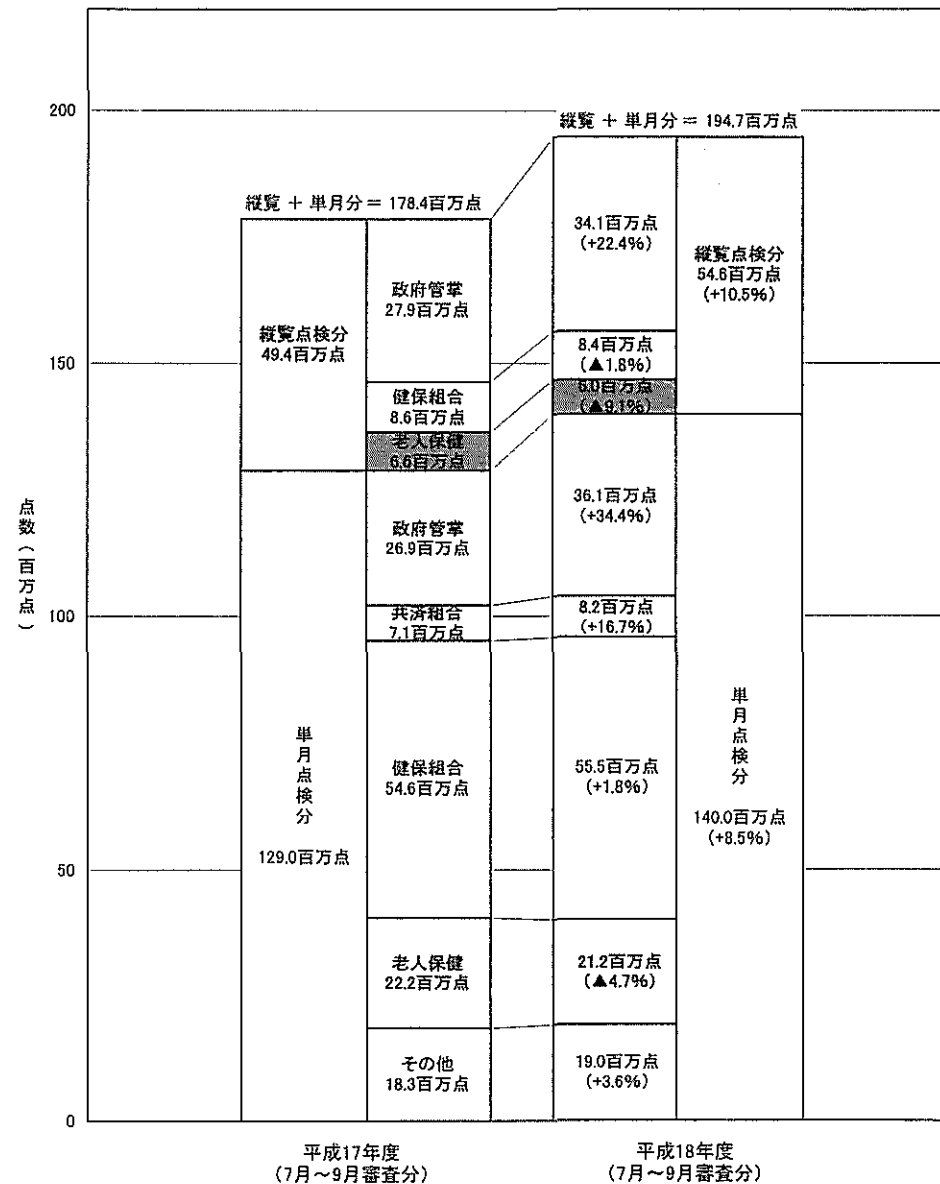 200
150
100
50
0
点数（百万点）
縦覧 + 単月分 = 178.4百万点
縦覧点検分
49.4百万点
単月点検分
129.0百万点
政府管掌
27.9百万点
健保組合
8.6百万点
老人保健
6.6百万点
政府管掌
26.9百万点
共済組合
7.1百万点
健保組合
54.6百万点
老人保健
22.2百万点
その他
18.3百万点
縦覧 + 単月分 = 194.7百万点
34.1百万点
(+22.4%)
8.4百万点
(▲1.8%)
6.0百万点
(▲9.1%)
36.1百万点
(+34.4%)
8.2百万点
(+16.7%)
55.5百万点
(+1.8%)
21.2百万点
(▲4.7%)
19.0百万点
(+3.6%)
縦覧点検分
54.6百万点
(+10.5%)
単月点検分
140.0百万点
(+8.5%)
平成17年度
(7月～9月審査分)
平成18年度
(7月～9月審査分)